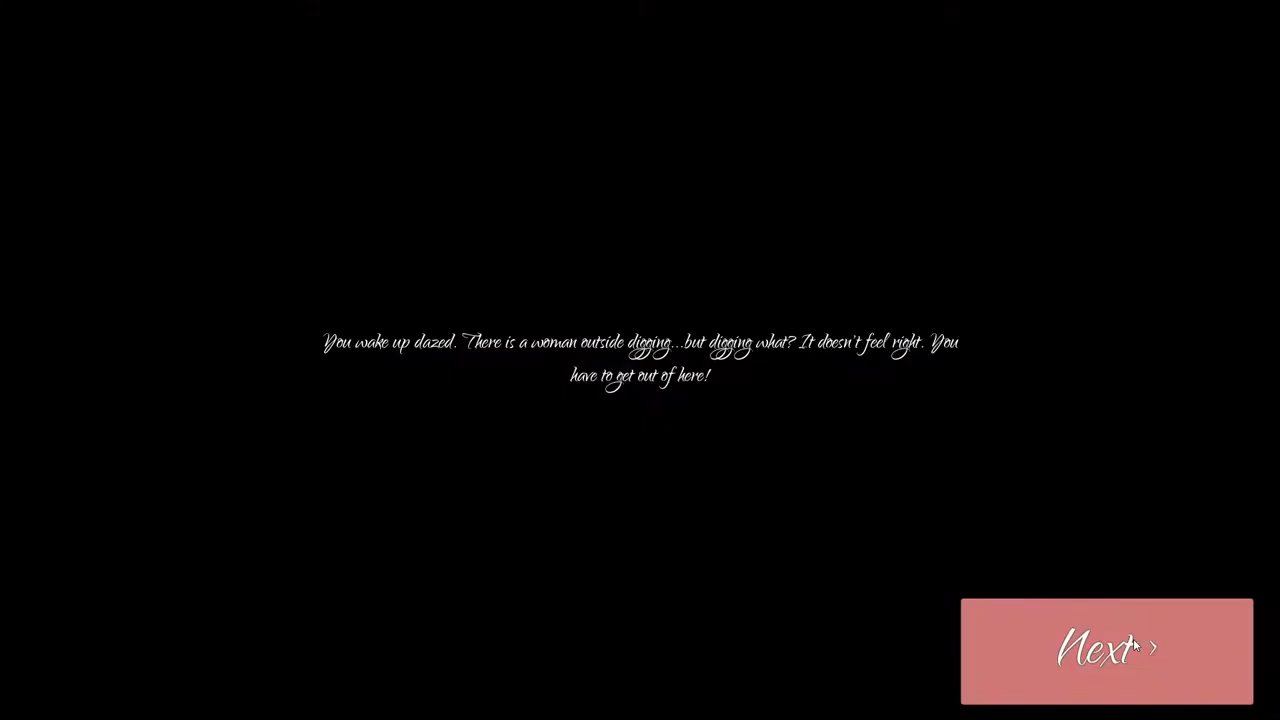 You wake up dazed. There is a woman outside digging...but digging what? It doesn't feel right. You
have to get out of here!
Next >